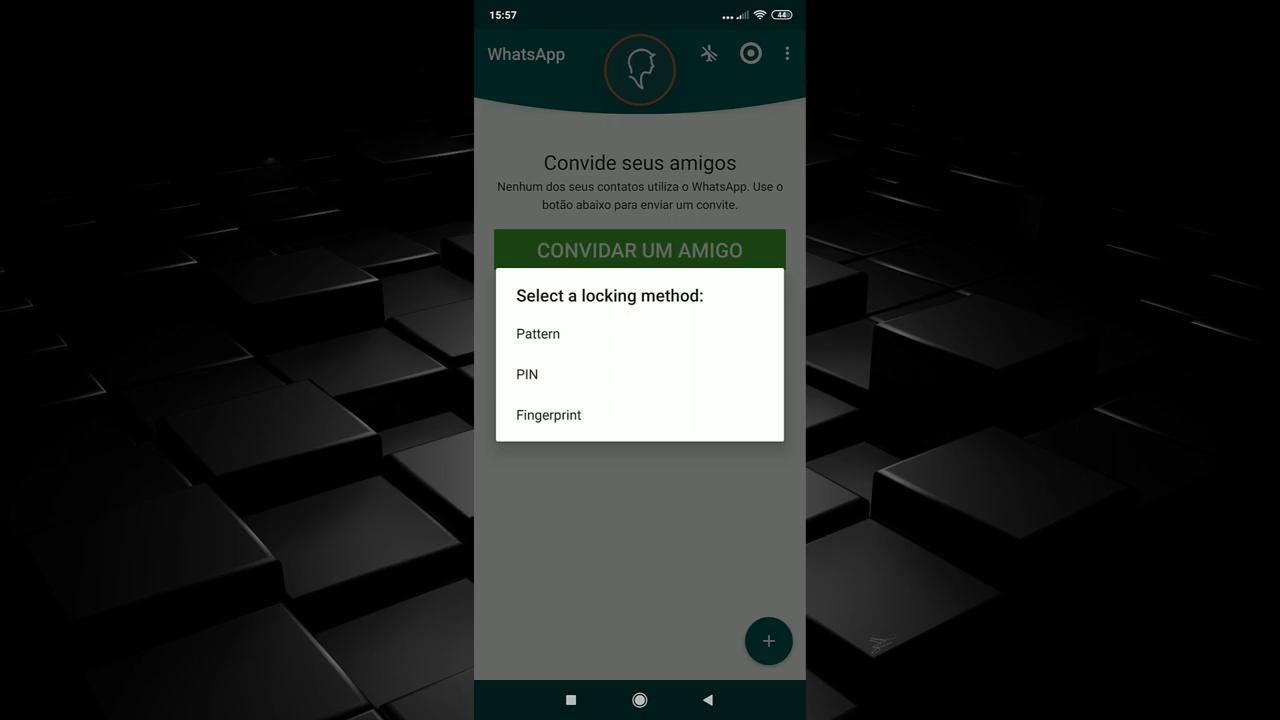 15:57
44
WhatsApp
Convide seus amigos
Nenhum dos seus contatos utiliza o WhatsApp. Use o
botão abaixo para enviar um convite.
CONVIDAR UM AMIGO
Select a locking method:
Pattern
PIN
Fingerprint